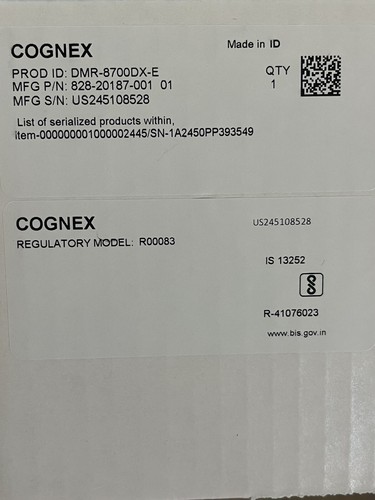 COGNEX
Made in ID
PROD ID: DMR-8700DX-E
QTY
MFG P/N: 828-20187-001 01
1
MFG S/N: US245108528
List of serialized products within,
Item-000000001000002445/SN-1A2450PP393549
COGNEX
US245108528
REGULATORY MODEL: R00083
IS 13252
R-41076023
www.bis.gov.in